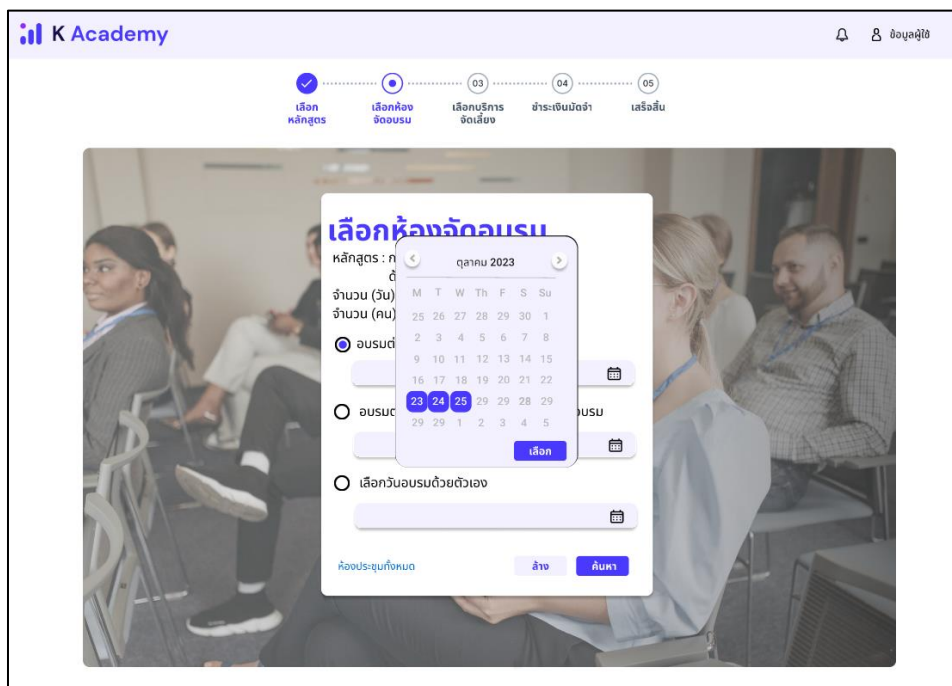 K Academy
ข้อมูลผู้ใช้
03
04
05
เลือก
หลักสูตร
เลือกห้อง
จัดอบรม
เลือกบริการ
จัดเลี้ยง
ชำระเงินมัดจำ
เสร็จสิ้น
เลือกห้องจัดอบรม
หลักสูตร : ก
จำนวน (วัน)
จำนวน (คน)
ตุลาคม 2023
M T W Th F S Su
25 26 27 28 29 30 1
2 3 4 5 6 7 8
9 10 11 12 13 14 15
16 17 18 19 20 21 22
23 24 25 29 29 28 29
29 29 1 2 3 4 5
เลือก
อบรมต่
อบรมต
บรม
เลือกวันอบรมด้วยตัวเอง
ห้องประชุมทั้งหมด
ล้าง
ค้นหา